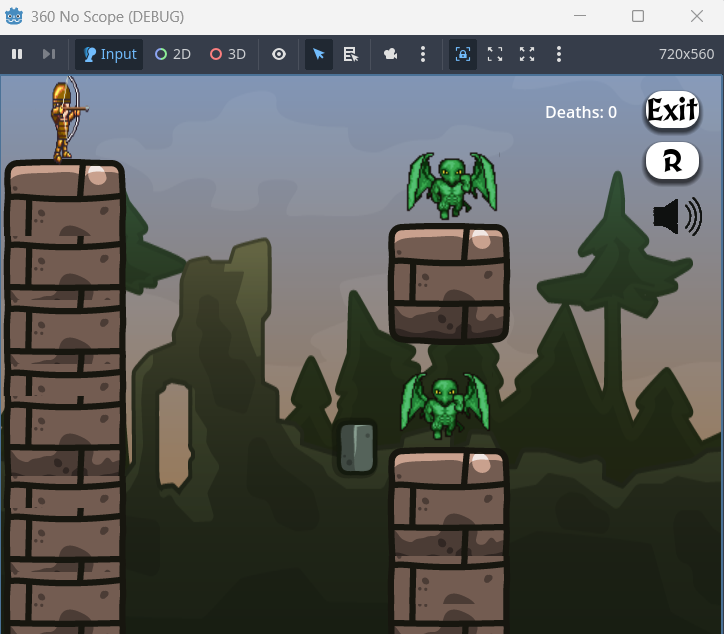 360 No Scope (DEBUG)
Input 2D 3D 720x560
Deaths: 0
Exit
R